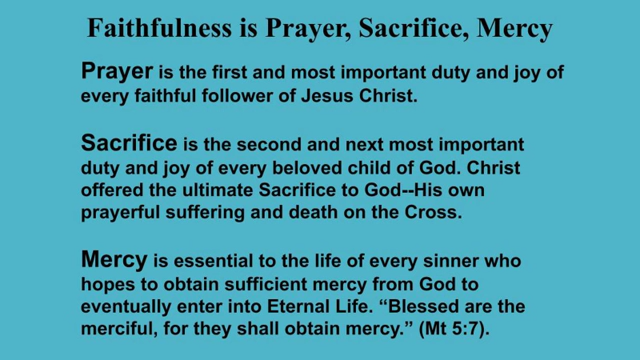 Faithfulness is Prayer, Sacrifice, Mercy
Prayer is the first and most important duty and joy of
every faithful follower of Jesus Christ.
Sacrifice is the second and next most important
duty and joy of every beloved child of God. Christ
offered the ultimate Sacrifice to God--His own
prayerful suffering and death on the Cross.
Mercy is essential to the life of every sinner who
hopes to obtain sufficient mercy from God to
eventually enter into Eternal Life. “Blessed are the
merciful, for they shall obtain mercy.” (Mt 5:7).